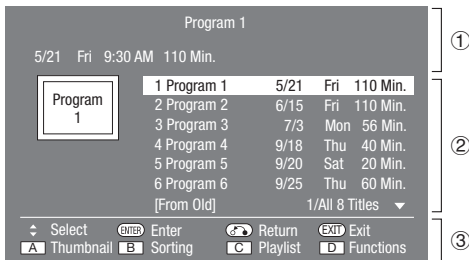 Program 1
5/21 Fri 9:30 AM 110 Min.
①
Program
1
1 Program 1 5/21 Fri 110 Min.
2 Program 2 6/15 Fri 110 Min.
3 Program 3 7/3 Mon 56 Min.
4 Program 4 9/18 Thu 40 Min.
5 Program 5 9/20 Sat 20 Min.
6 Program 6 9/25 Thu 60 Min.
[From Old] 1/All 8 Titles
②
Select ENTER Enter Return EXIT Exit
A Thumbnail B Sorting C Playlist D Functions
③